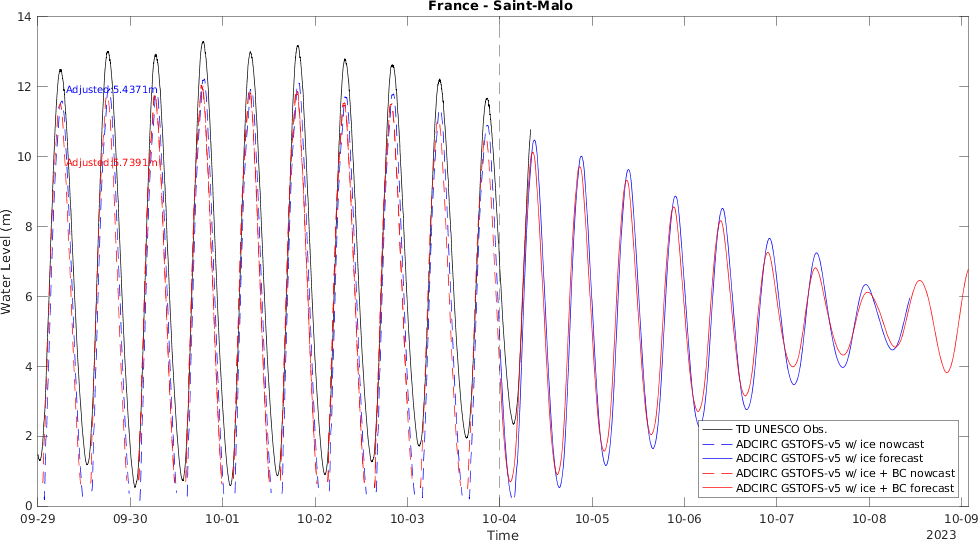 France - Saint-Malo
14
12
10
8
6
4
2
0
Water Level (m)
Adjusted:5.4371m
Adjusted:5.7391m
TD UNESCO Obs.
ADCIRC GSTOFS-v5 w/ ice nowcast
ADCIRC GSTOFS-v5 w/ ice forecast
ADCIRC GSTOFS-v5 w/ ice + BC nowcast
ADCIRC GSTOFS-v5 w/ ice + BC forecast
09-29 09-30 10-01 10-02 10-03 10-04 10-05 10-06 10-07 10-08 10-09
Time
2023